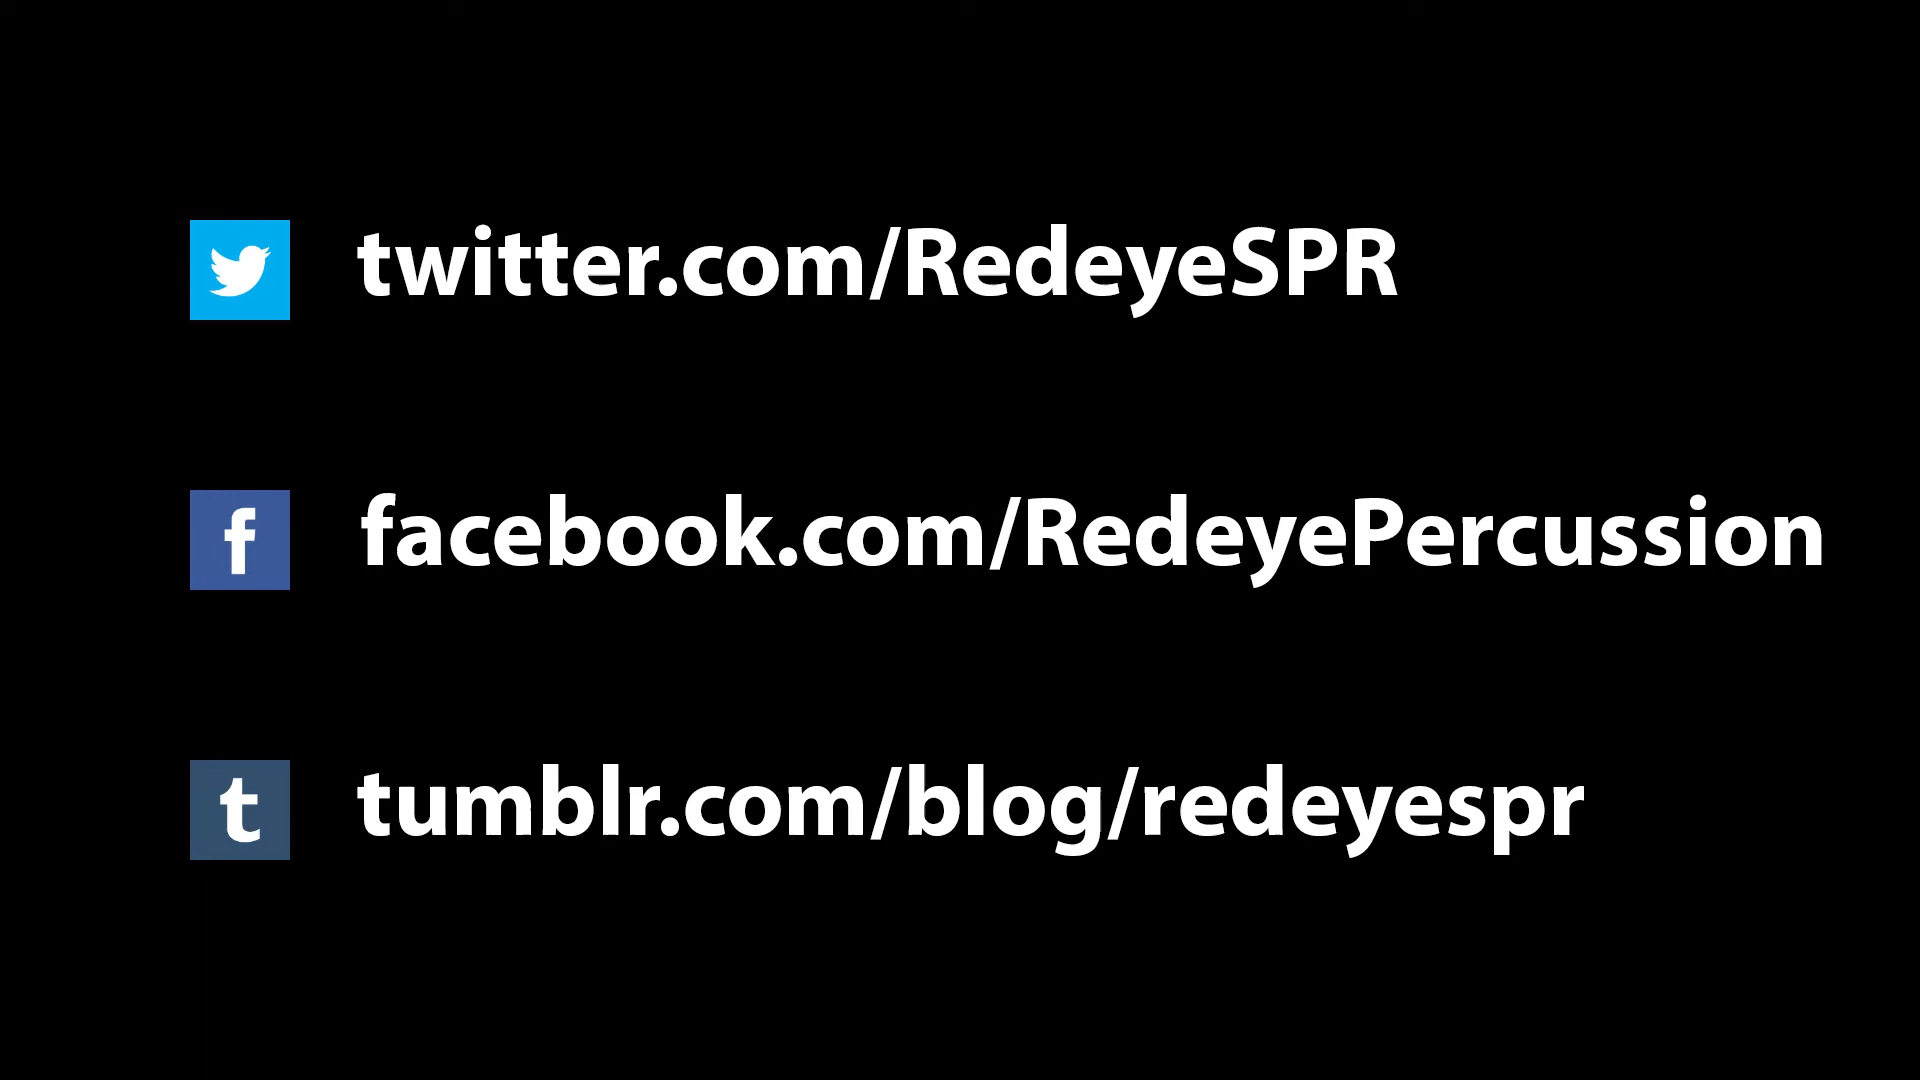 twitter.com/RedeyeSPR
facebook.com/RedeyePercussion
tumblr.com/blog/redeyespr